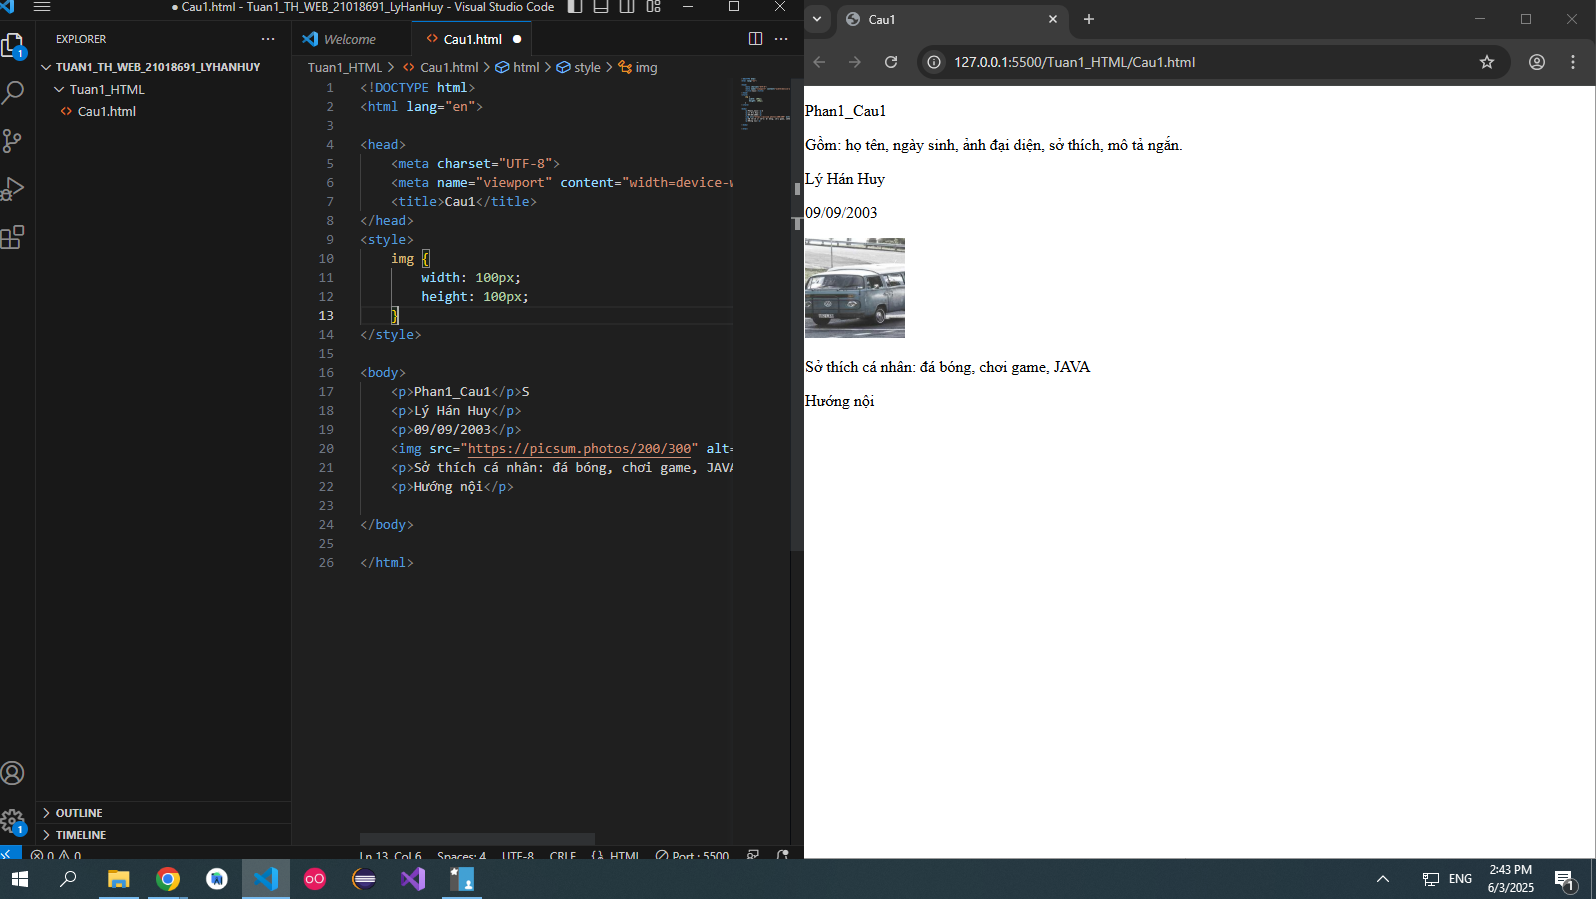 ● Cau1.html - Tuan1_TH_WEB_21018691_LyHanHuy - Visual Studio Code
EXPLORER
TUAN1_TH_WEB_21018691_LYHANHUY
Tuan1_HTML
Cau1.html
OUTLINE
TIMELINE
1
1
Welcome
Cau1.html
Tuan1_HTML > Cau1.html > html > style > img
1 <!DOCTYPE html>
2 <html lang="en">
3
4 <head>
5 <meta charset="UTF-8">
6 <meta name="viewport" content="width=device-w
7 <title>Cau1</title>
8 </head>
9 <style>
10 img {
11 width: 100px;
12 height: 100px;
13 }
14 </style>
15
16 <body>
17 <p>Phan1_Cau1</p>S
18 <p>Lý Hán Huy</p>
19 <p>09/09/2003</p>
20 <img src="https://picsum.photos/200/300" alt=
21 <p>Sở thích cá nhân: đá bóng, chơi game, JAVA
22 <p>Hướng nội</p>
23
24 </body>
25
26 </html>
0 0
Ln 13, Col 6 Spaces: 4 UTF-8 CRLF {} HTML Port : 5500
Cau1
127.0.0.1:5500/Tuan1_HTML/Cau1.html
Phan1_Cau1
Gồm: họ tên, ngày sinh, ảnh đại diện, sở thích, mô tả ngắn.
Lý Hán Huy
09/09/2003
Sở thích cá nhân: đá bóng, chơi game, JAVA
Hướng nội
ENG
2:43 PM
6/3/2025
1